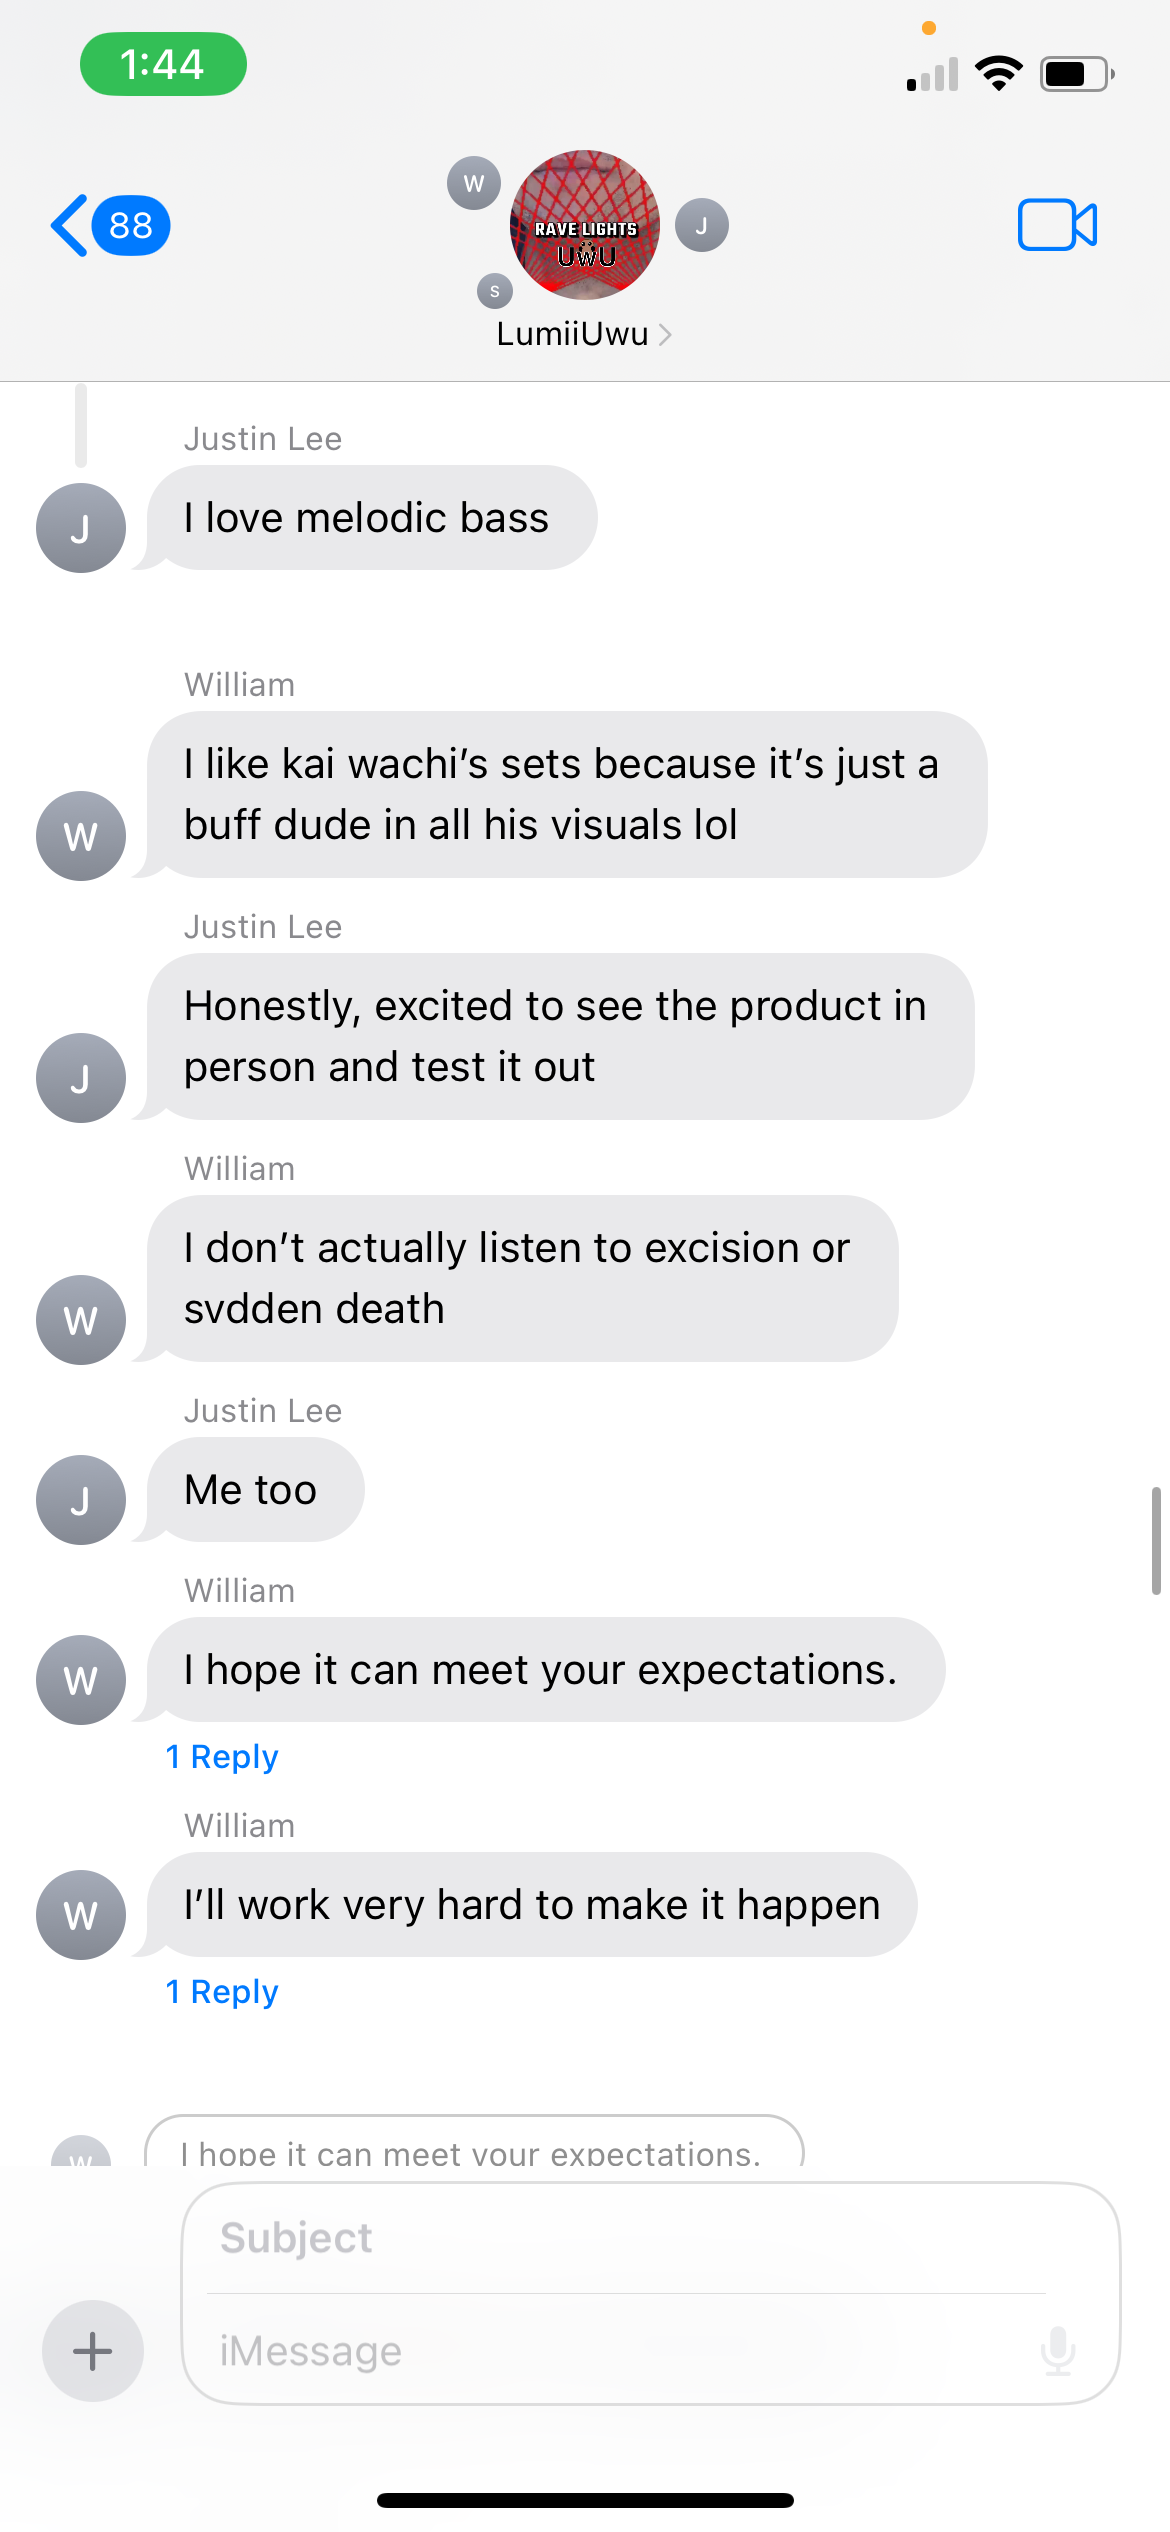 1:44
88
W
RAVE LIGHTS
UWU
J
S
LumiiUwu
Justin Lee
J
I love melodic bass
William
W
I like kai wachi’s sets because it’s just a
buff dude in all his visuals lol
Justin Lee
J
Honestly, excited to see the product in
person and test it out
William
W
I don’t actually listen to excision or
svdden death
Justin Lee
J
Me too
William
W
I hope it can meet your expectations.
1 Reply
William
W
I’ll work very hard to make it happen
1 Reply
W
I hope it can meet your expectations.
Subject
iMessage